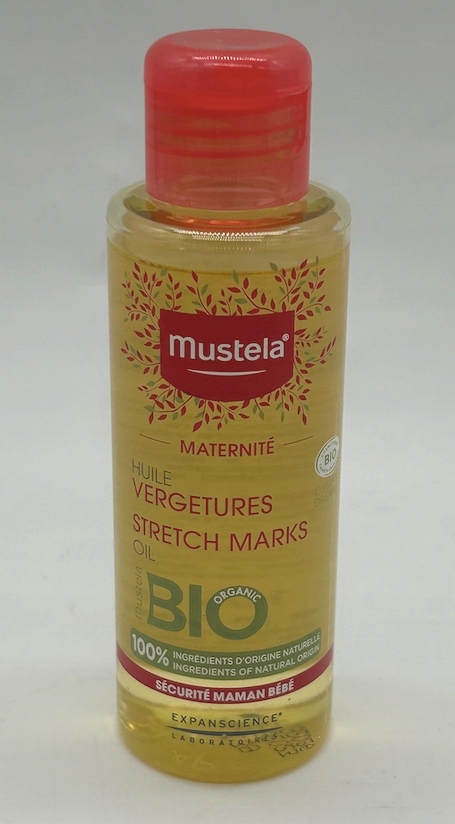 mustela®
MATERNITÉ
HUILE
VERGETURES
STRETCH MARKS
OIL
BIO
mustela
BIO
ORGANIC
100% INGRÉDIENTS D'ORIGINE NATURELLE
INGREDIENTS OF NATURAL ORIGIN
SÉCURITÉ MAMAN BÉBÉ
EXPANSCIENCE®
LABORATOIRES